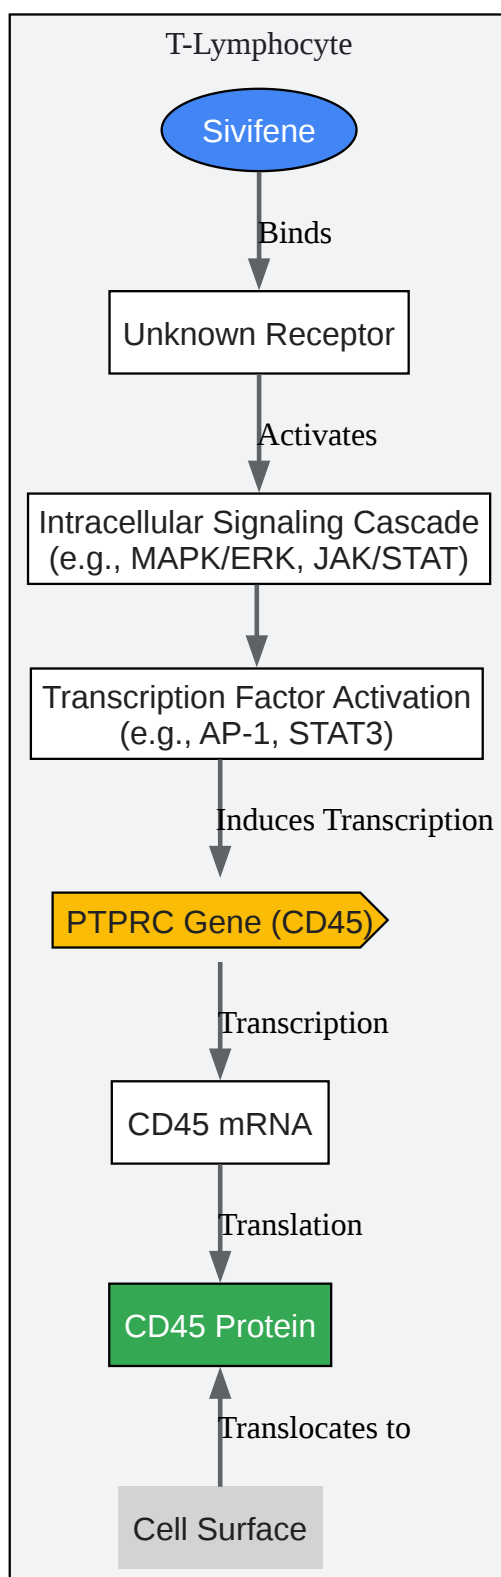 T-Lymphocyte
Sivifene
Binds
Unknown Receptor
Activates
Intracellular Signaling Cascade
(e.g., MAPK/ERK, JAK/STAT)
Transcription Factor Activation
(e.g., AP-1, STAT3)
Induces Transcription
PTPRC Gene (CD45)
Transcription
CD45 mRNA
Translation
CD45 Protein
Translocates to
Cell Surface